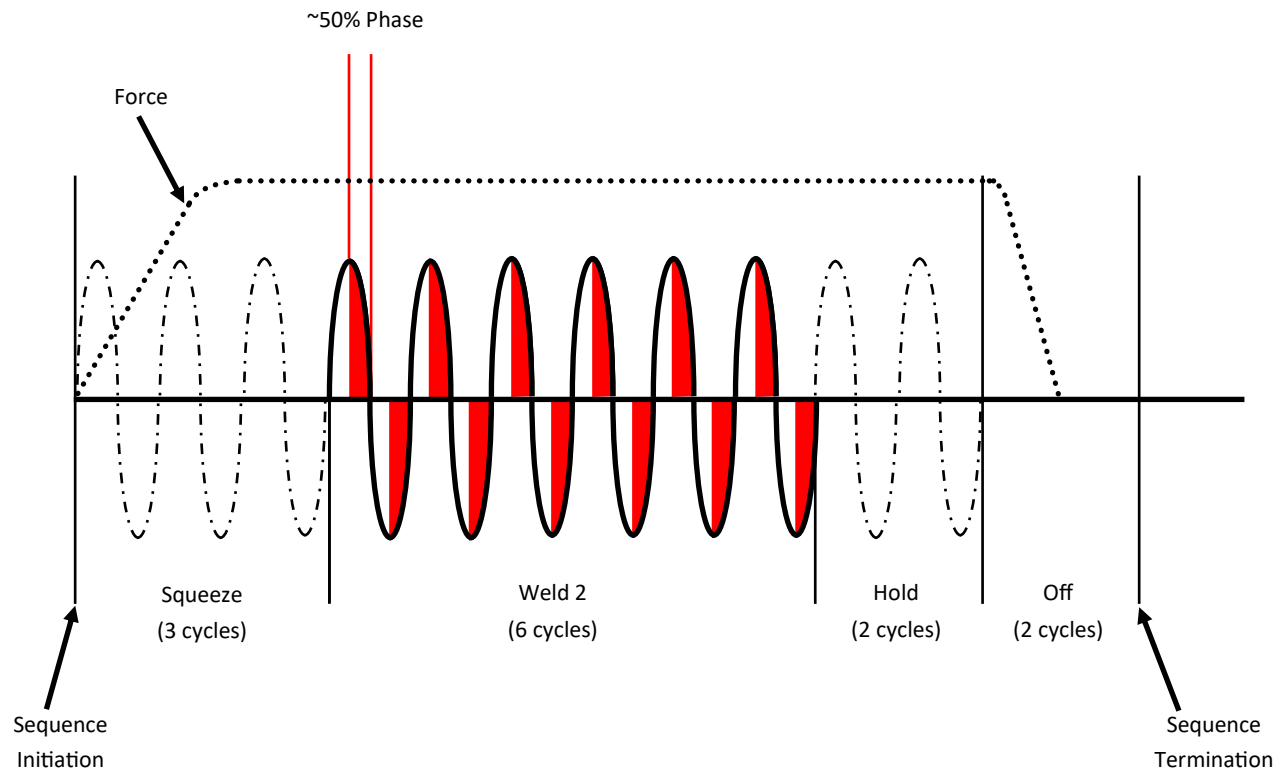 ~50% Phase
Force
Squeeze
(3 cycles)
Weld 2
(6 cycles)
Hold
(2 cycles)
Off
(2 cycles)
Sequence
Initiation
Sequence
Termination